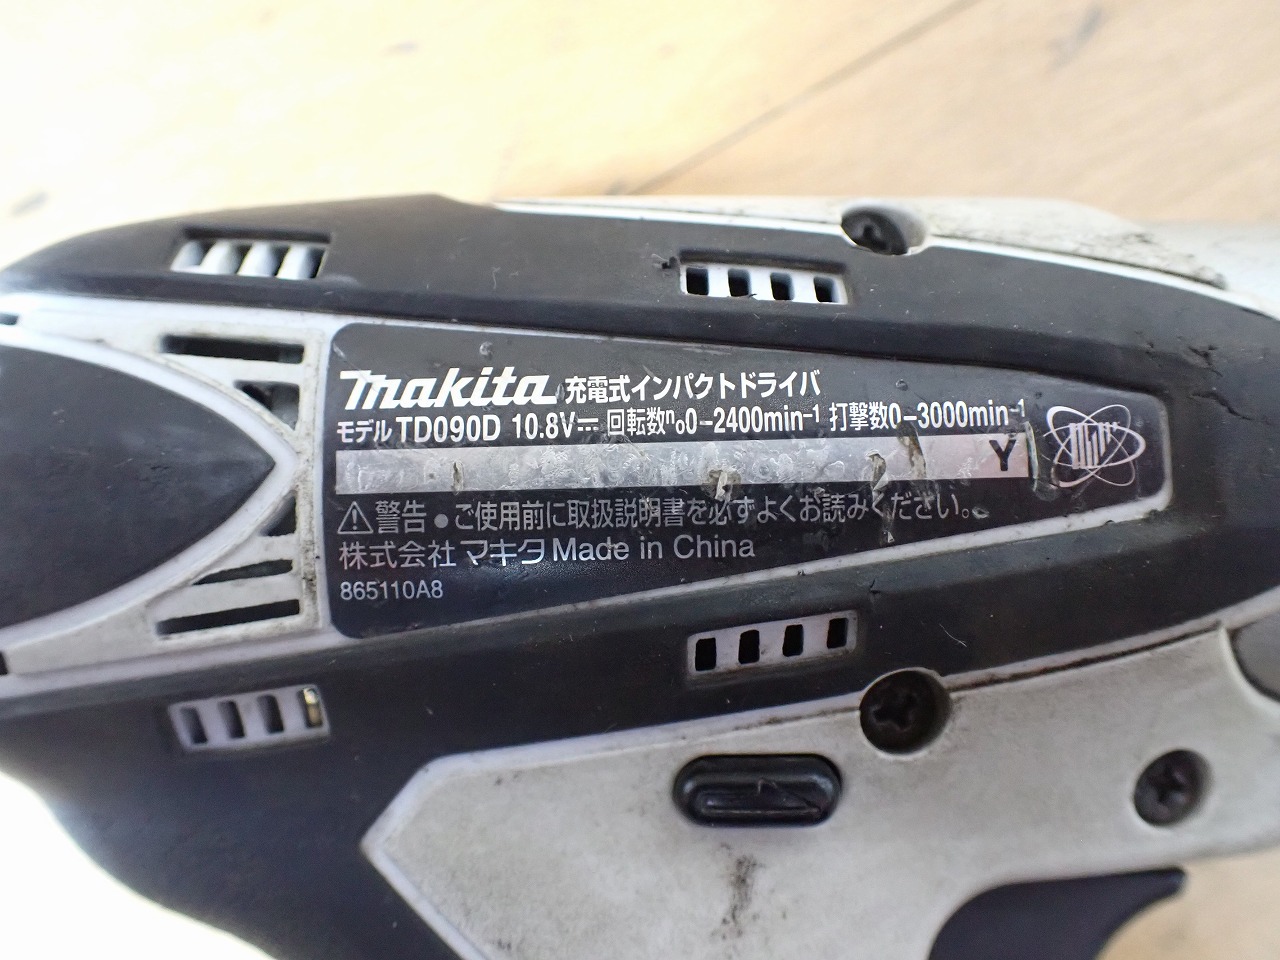 makita 充電式インパクトドライバ
モデル TD090D 10.8V⎓ 回転数n₀0-2400min⁻¹ 打撃数0-3000min⁻¹
Y
⚠警告 ● ご使用前に取扱説明書を必ずよくお読みください。
株式会社 マキタ Made in China
865110A8